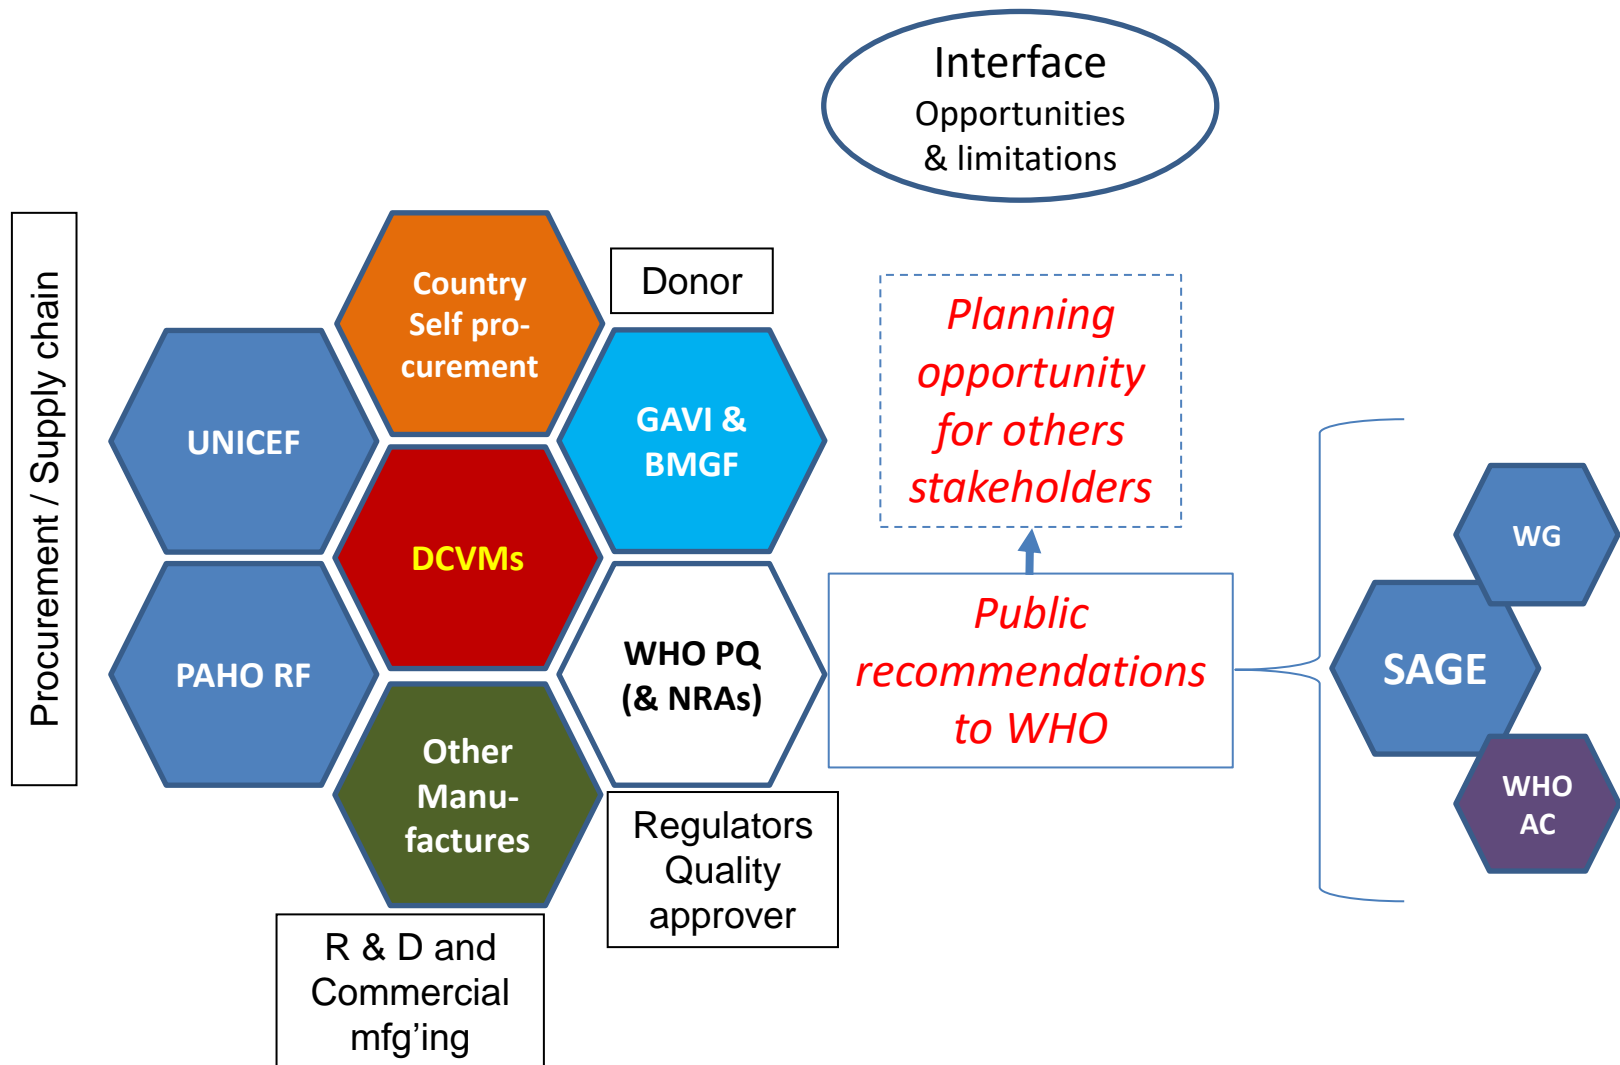 Interface
Opportunities
& limitations
Procurement / Supply chain
Country
Self pro-
curement
Donor
UNICEF
GAVI &
BMGF
DCVMs
PAHO RF
WHO PQ
(& NRAs)
Other
Manu-
factures
Regulators
Quality
approver
R & D and
Commercial
mfg’ing
Planning
opportunity
for others
stakeholders
Public
recommendations
to WHO
WG
SAGE
WHO
AC